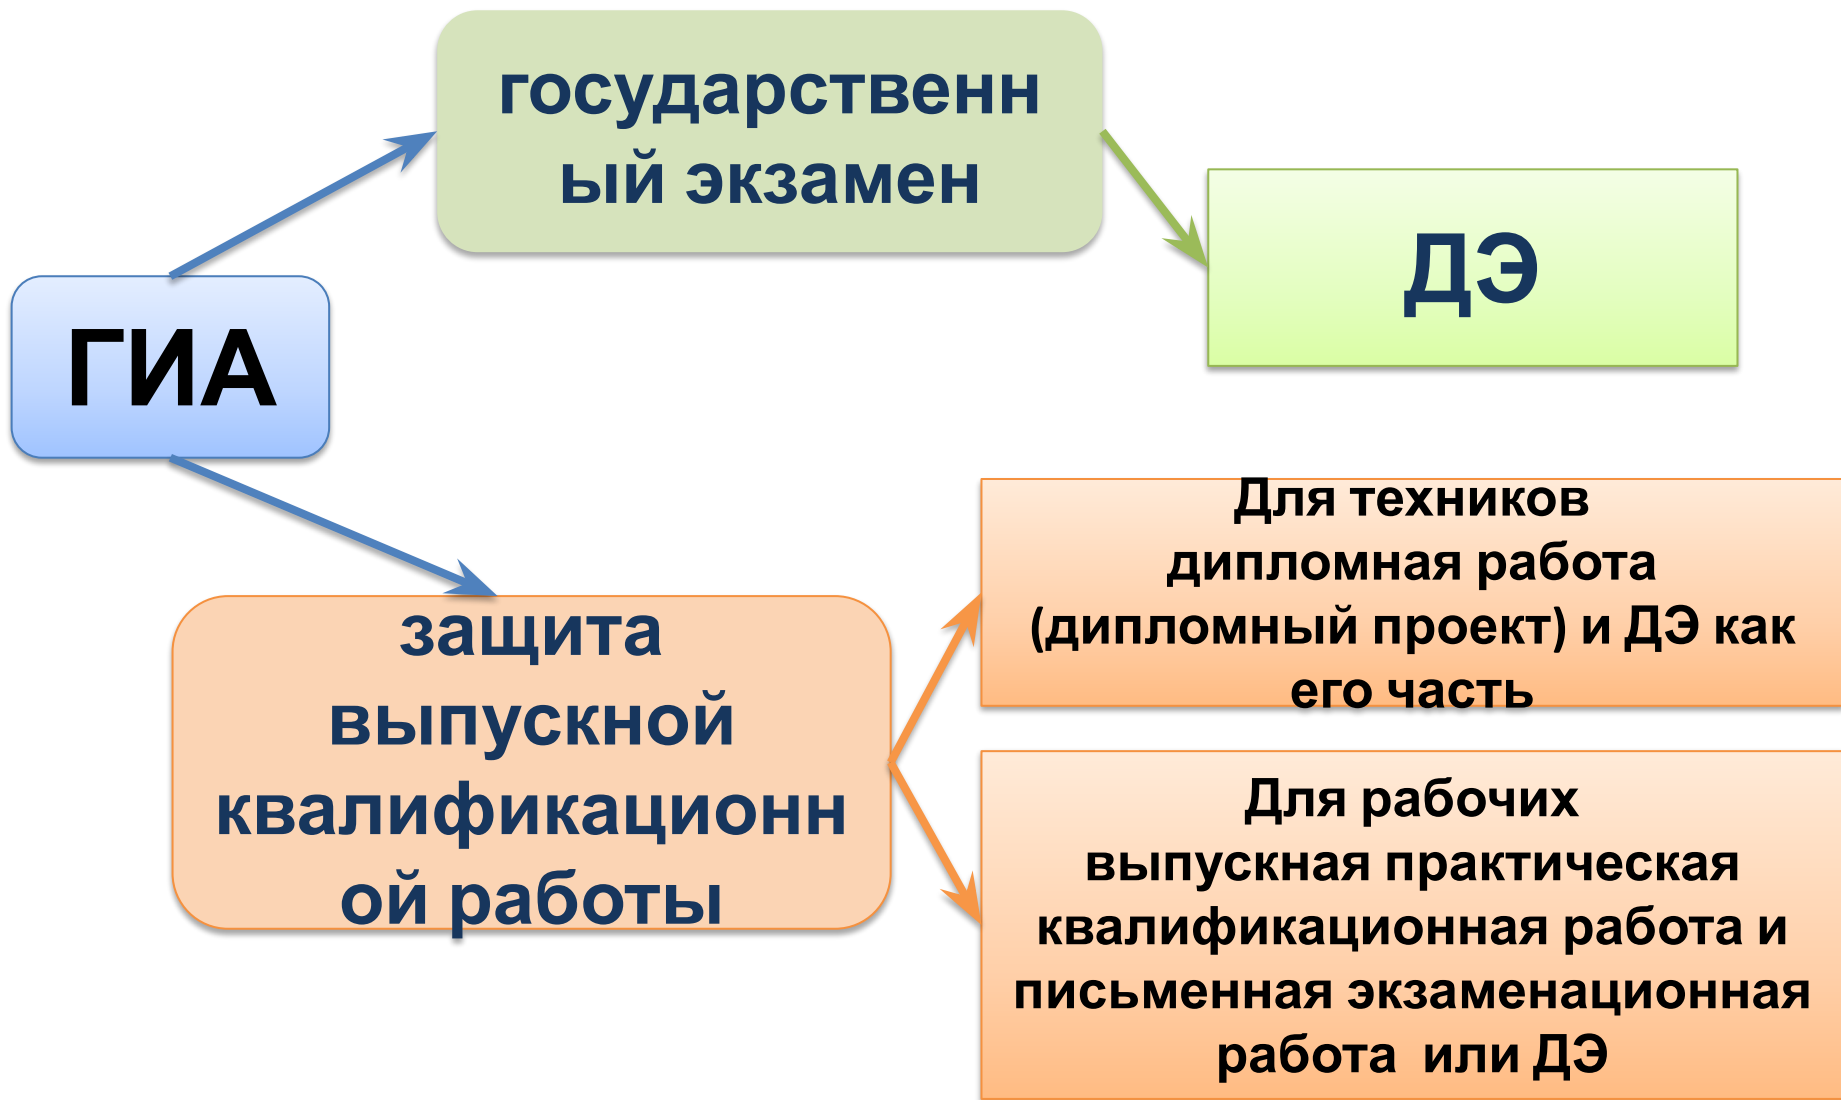 государственн
ый экзамен
ДЭ
ГИА
Для техников
дипломная работа
(дипломный проект) и ДЭ как
его часть
защита
выпускной
квалификационн
ой работы
Для рабочих
выпускная практическая
квалификационная работа и
письменная экзаменационная
работа или ДЭ